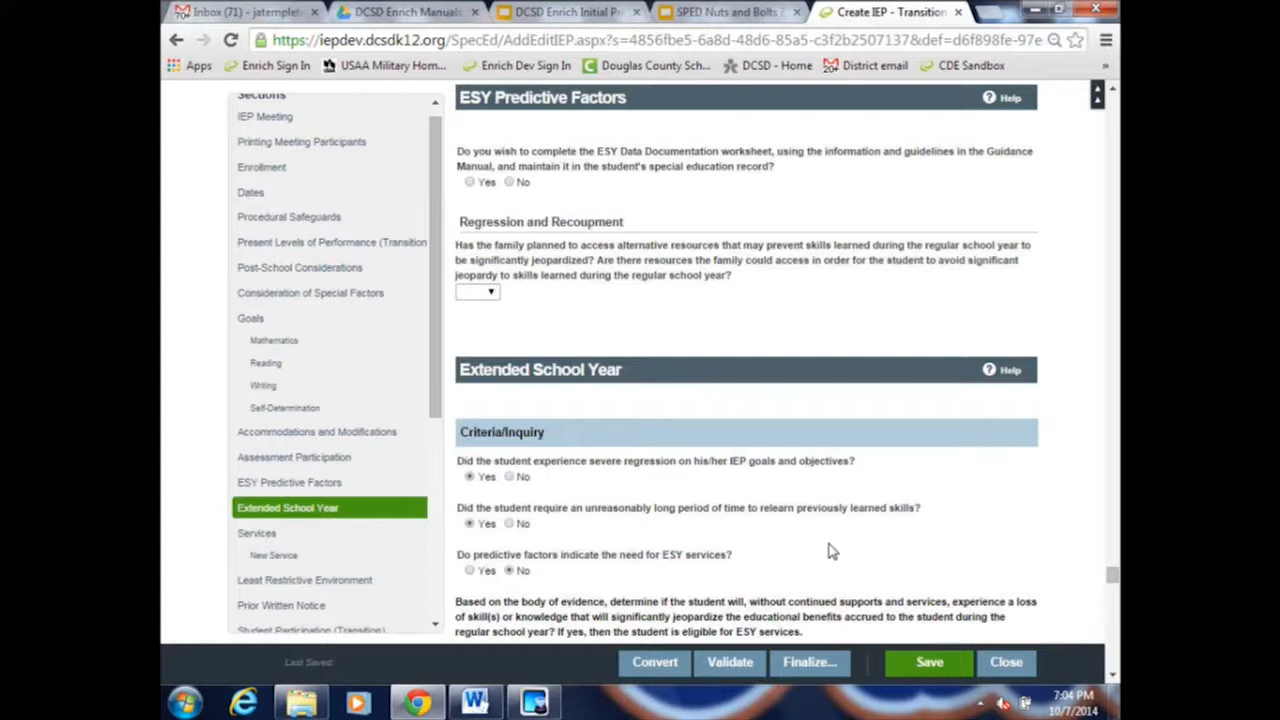 Inbox (71) - jatemplet
DCSD Enrich Manuals
DCSD Enrich Initial Pr
SPED Nuts and Bolts
Create IEP - Transition
https://iepdev.dcsdk12.org/SpecEd/AddEditIEP.aspx?s=4856fbe5-6a8d-48d6-85a5-c3f2b2507137&def=d6f898fe-97e
Apps
Enrich Sign In
USAA Military Hom...
Enrich Dev Sign In
Douglas County Sch...
DCSD - Home
District email
CDE Sandbox
»
Sections
IEP Meeting
Printing Meeting Participants
Enrollment
Dates
Procedural Safeguards
Present Levels of Performance (Transition
Post-School Considerations
Consideration of Special Factors
Goals
Mathematics
Reading
Writing
Self-Determination
Accommodations and Modifications
Assessment Participation
ESY Predictive Factors
Extended School Year
Services
New Service
Least Restrictive Environment
Prior Written Notice
Student Participation (Transition)
ESY Predictive Factors
? Help
Do you wish to complete the ESY Data Documentation worksheet, using the information and guidelines in the Guidance
Manual, and maintain it in the student's special education record?
Yes No
Regression and Recoupment
Has the family planned to access alternative resources that may prevent skills learned during the regular school year to
be significantly jeopardized? Are there resources the family could access in order for the student to avoid significant
jeopardy to skills learned during the regular school year?
Extended School Year
? Help
Criteria/Inquiry
Did the student experience severe regression on his/her IEP goals and objectives?
Yes No
Did the student require an unreasonably long period of time to relearn previously learned skills?
Yes No
Do predictive factors indicate the need for ESY services?
Yes No
Based on the body of evidence, determine if the student will, without continued supports and services, experience a loss
of skill(s) or knowledge that will significantly jeopardize the educational benefits accrued to the student during the
regular school year? If yes, then the student is eligible for ESY services.
Last Saved:
Convert
Validate
Finalize...
Save
Close
7:04 PM
10/7/2014